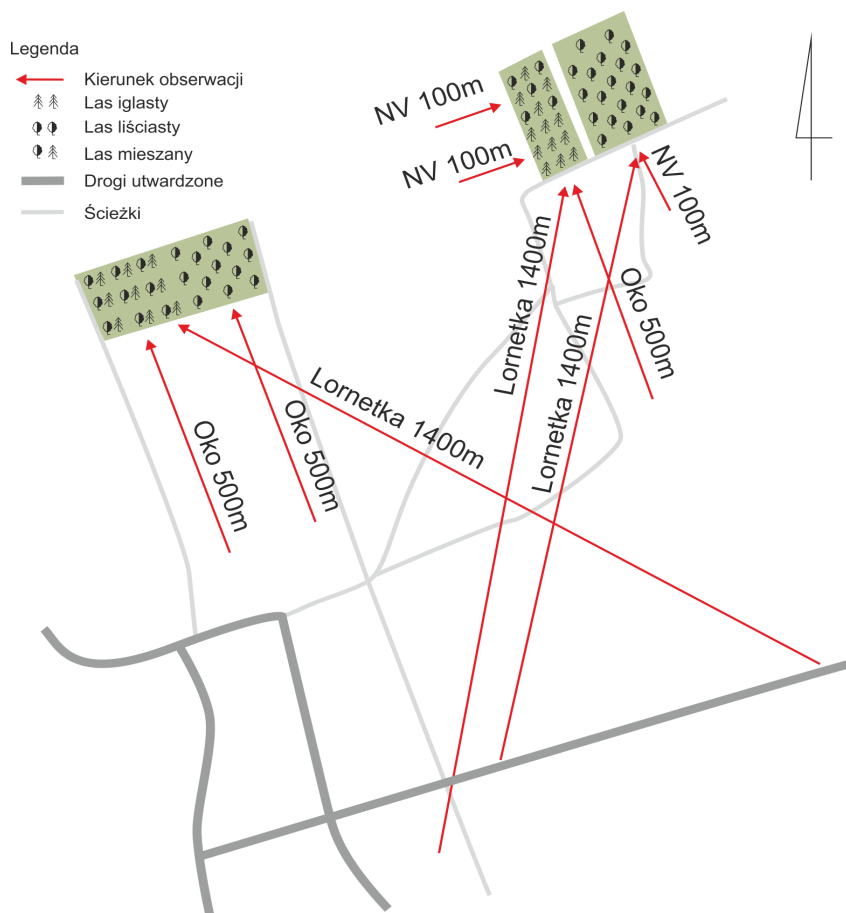 Legenda
Kierunek obserwacji
Las iglasty
Las liściasty
Las mieszany
Drogi utwardzone
Ścieżki
NV 100m
NV 100m
NV 100m
Lornetka 1400m
Lornetka 1400m
Oko 500m
Lornetka 1400m
Oko 500m
Oko 500m